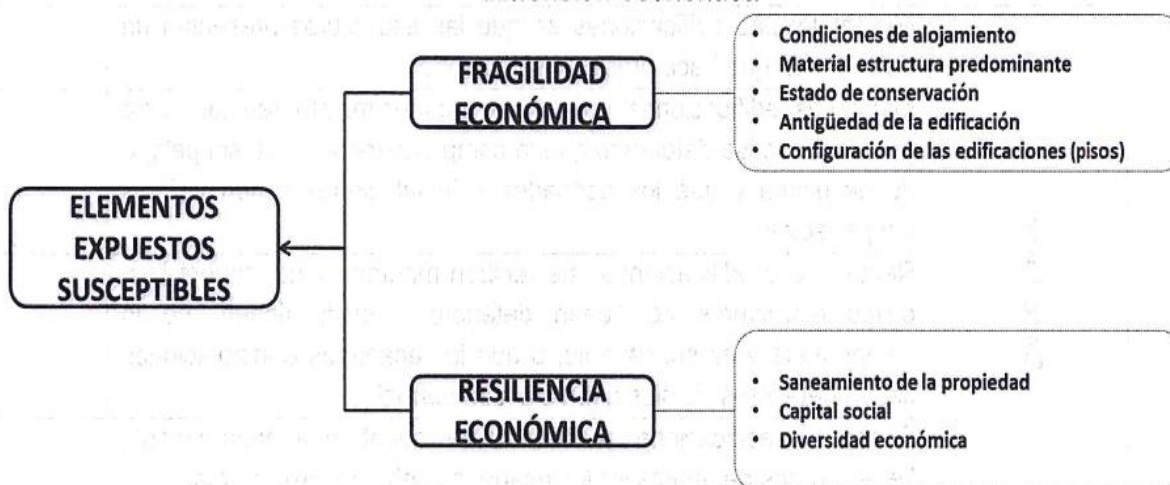 ELEMENTOS
EXPUESTOS
SUSCEPTIBLES
FRAGILIDAD
ECONÓMICA
• Condiciones de alojamiento
• Material estructura predominante
• Estado de conservación
• Antigüedad de la edificación
• Configuración de las edificaciones (pisos)
RESILIENCIA
ECONÓMICA
• Saneamiento de la propiedad
• Capital social
• Diversidad económica